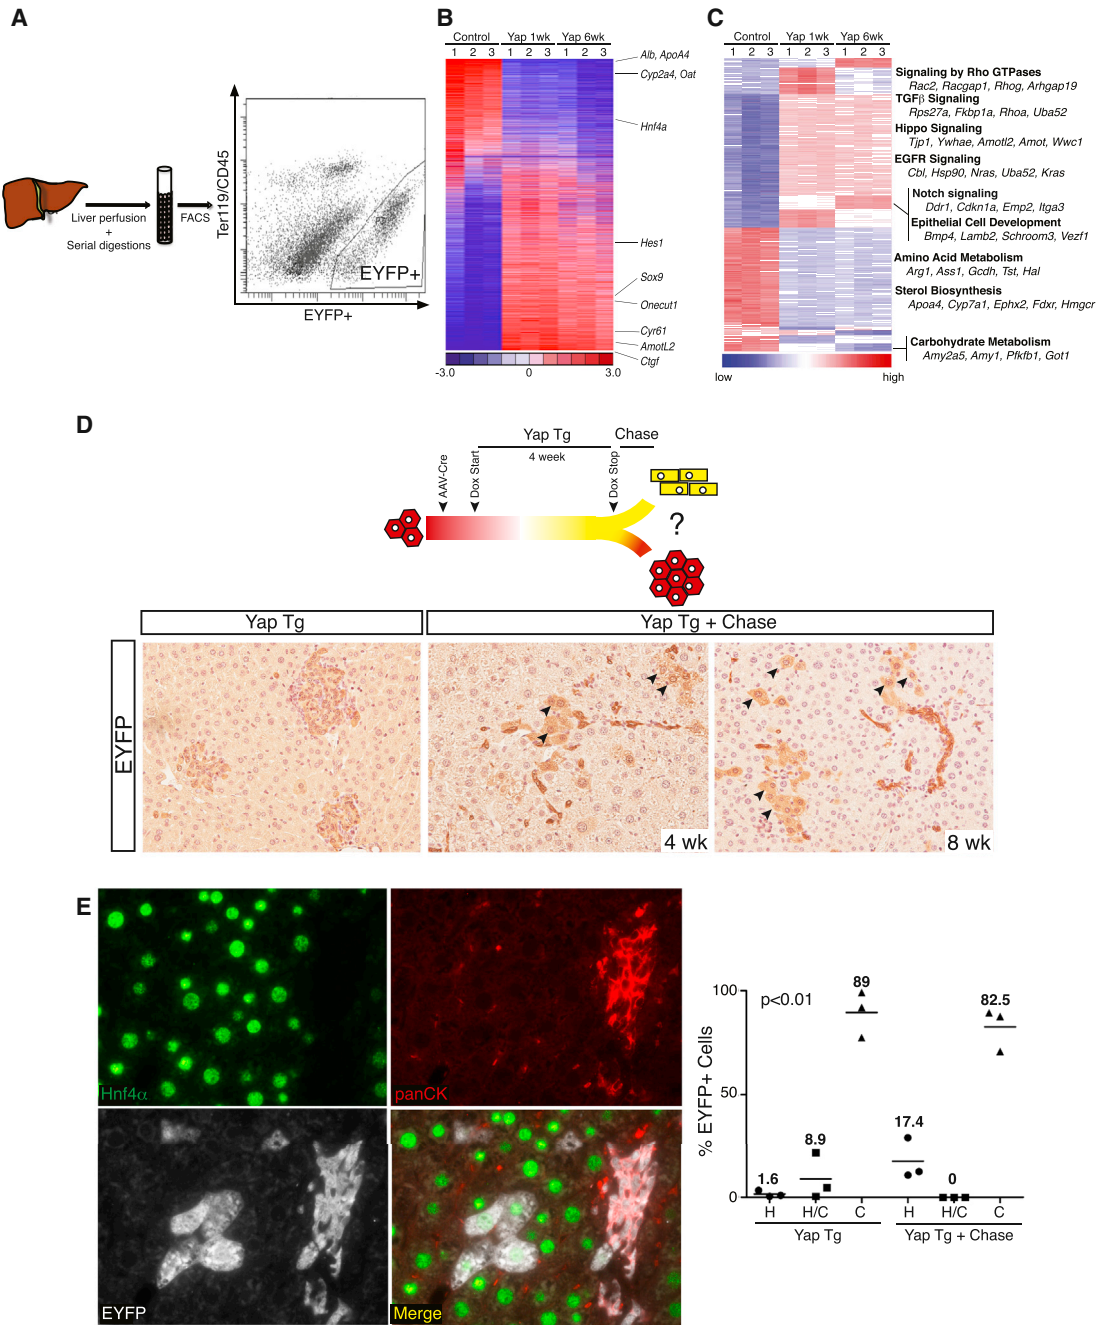 A
Liver perfusion
+
Serial digestions
FACS
Ter119/CD45
EYFP+
EYFP+
B
Control Yap 1wk Yap 6wk
1 2 3 1 2 3 1 2 3
Alb, ApoA4
Cyp2a4, Oat
Hnf4a
Hes1
Sox9
Onecut1
Cyr61
AmotL2
Ctgf
-3.0 0 3.0
C
Control Yap 1wk Yap 6wk
1 2 3 1 2 3 1 2 3
Signaling by Rho GTPases
Rac2, Racgap1, Rhog, Arhgap19
TGFβ Signaling
Rps27a, Fkbp1a, Rhoa, Uba52
Hippo Signaling
Tjp1, Ywhae, Amotl2, Amot, Wwc1
EGFR Signaling
Cbl, Hsp90, Nras, Uba52, Kras
Notch signaling
Ddr1, Cdkn1a, Emp2, Itga3
Epithelial Cell Development
Bmp4, Lamb2, Schroom3, Vezf1
Amino Acid Metabolism
Arg1, Ass1, Gcdh, Tst, Hal
Sterol Biosynthesis
Apoa4, Cyp7a1, Ephx2, Fdxr, Hmgcr
Carbohydrate Metabolism
Amy2a5, Amy1, Pfkfb1, Got1
low high
D
Yap Tg Chase
4 week
AAV-Cre
Dox Start
Dox Stop
?
Yap Tg
Yap Tg + Chase
EYFP
4 wk
8 wk
E
Hnf4α
panCK
EYFP
Merge
% EYFP+ Cells
100
50
0
p<0.01
1.6
8.9
89
17.4
0
82.5
H H/C C H H/C C
Yap Tg Yap Tg + Chase